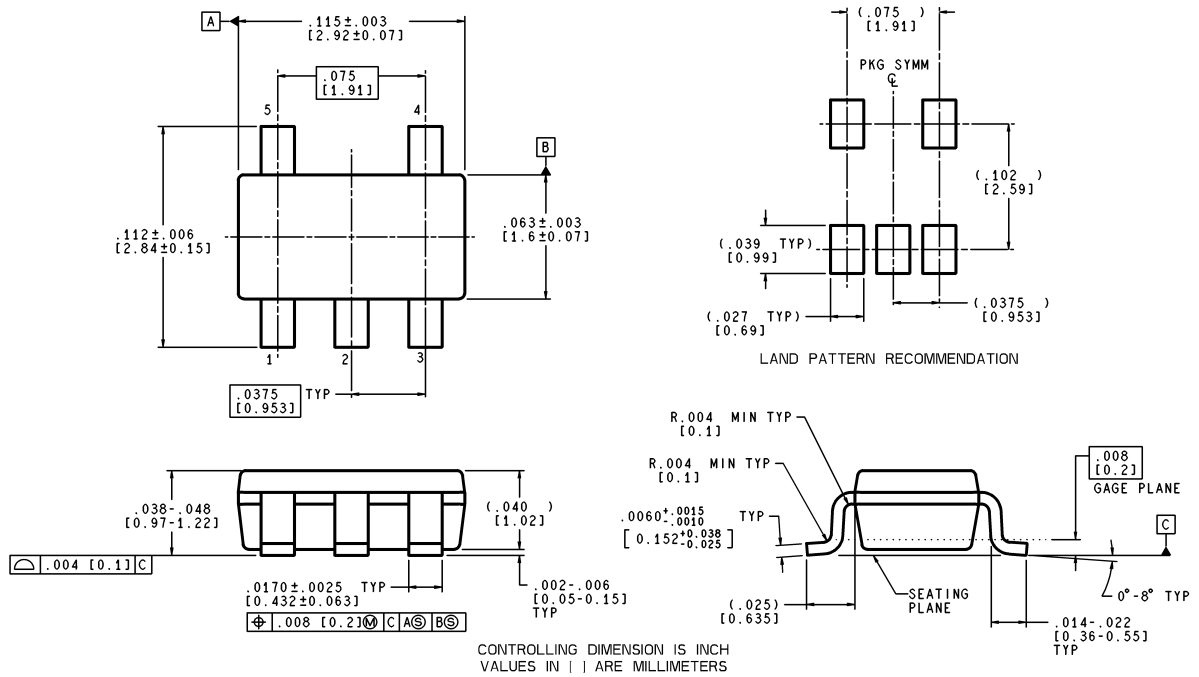 A
.115±.003
[2.92±0.07]
.075
[1.91]
5
4
B
.112±.006
[2.84±0.15]
.063±.003
[1.6±0.07]
1
2
3
.0375 TYP
[0.953]
(.075 )
[1.91]
PKG SYMM
℄
(.102 )
[2.59]
(.039 TYP)
[0.99]
(.027 TYP)
[0.69]
(.0375 )
[0.953]
LAND PATTERN RECOMMENDATION
.038-.048
[0.97-1.22]
(.040 )
[1.02]
⌓ .004 [0.1] C
.0170±.0025 TYP
[0.432±0.063]
⌖ .008 [0.2]Ⓜ C AⓈ BⓈ
.002-.006
[0.05-0.15]
TYP
R.004 MIN TYP
[0.1]
R.004 MIN TYP
[0.1]
.0060+.0015 -.0010 TYP
[0.152+0.038 -0.025]
.008
[0.2]
GAGE PLANE
C
SEATING
PLANE
0°-8° TYP
(.025)
[0.635]
.014-.022
[0.36-0.55]
TYP
CONTROLLING DIMENSION IS INCH
VALUES IN [ ] ARE MILLIMETERS